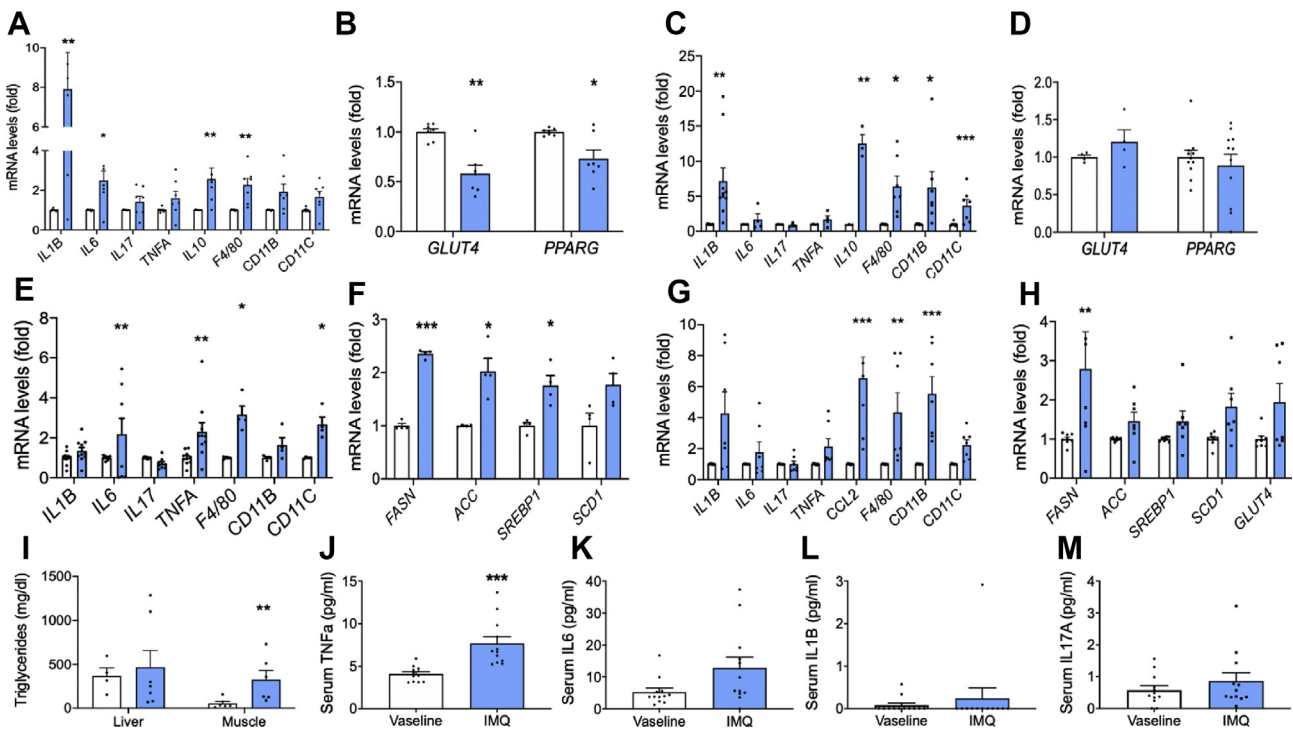 A
mRNA levels (fold)
10
8
6
4
2
0
**
*
**
**
IL1B
IL6
IL17
TNFA
IL10
F4/80
CD11B
CD11C
B
mRNA levels (fold)
1.5
1.0
0.5
0.0
**
*
GLUT4
PPARG
C
mRNA levels (fold)
25
20
15
10
5
0
**
**
*
*
***
IL1B
IL6
IL17
TNFA
IL10
F4/80
CD11B
CD11C
D
mRNA levels (fold)
2.0
1.5
1.0
0.5
0.0
GLUT4
PPARG
E
mRNA levels (fold)
8
6
4
2
0
**
**
*
*
IL1B
IL6
IL17
TNFA
F4/80
CD11B
CD11C
F
mRNA levels (fold)
3
2
1
0
***
*
*
FASN
ACC
SREBP1
SCD1
G
mRNA levels (fold)
10
8
6
4
2
0
***
**
***
IL1B
IL6
IL17
TNFA
CCL2
F4/80
CD11B
CD11C
H
mRNA levels (fold)
4
3
2
1
0
**
FASN
ACC
SREBP1
SCD1
GLUT4
I
Triglycerides (mg/dl)
1500
1000
500
0
**
Liver
Muscle
J
Serum TNFa (pg/ml)
15
10
5
0
***
Vaseline
IMQ
K
Serum IL6 (pg/ml)
40
30
20
10
0
Vaseline
IMQ
L
Serum IL1B (pg/ml)
3
2
1
0
Vaseline
IMQ
M
Serum IL17A (pg/ml)
4
3
2
1
0
Vaseline
IMQ